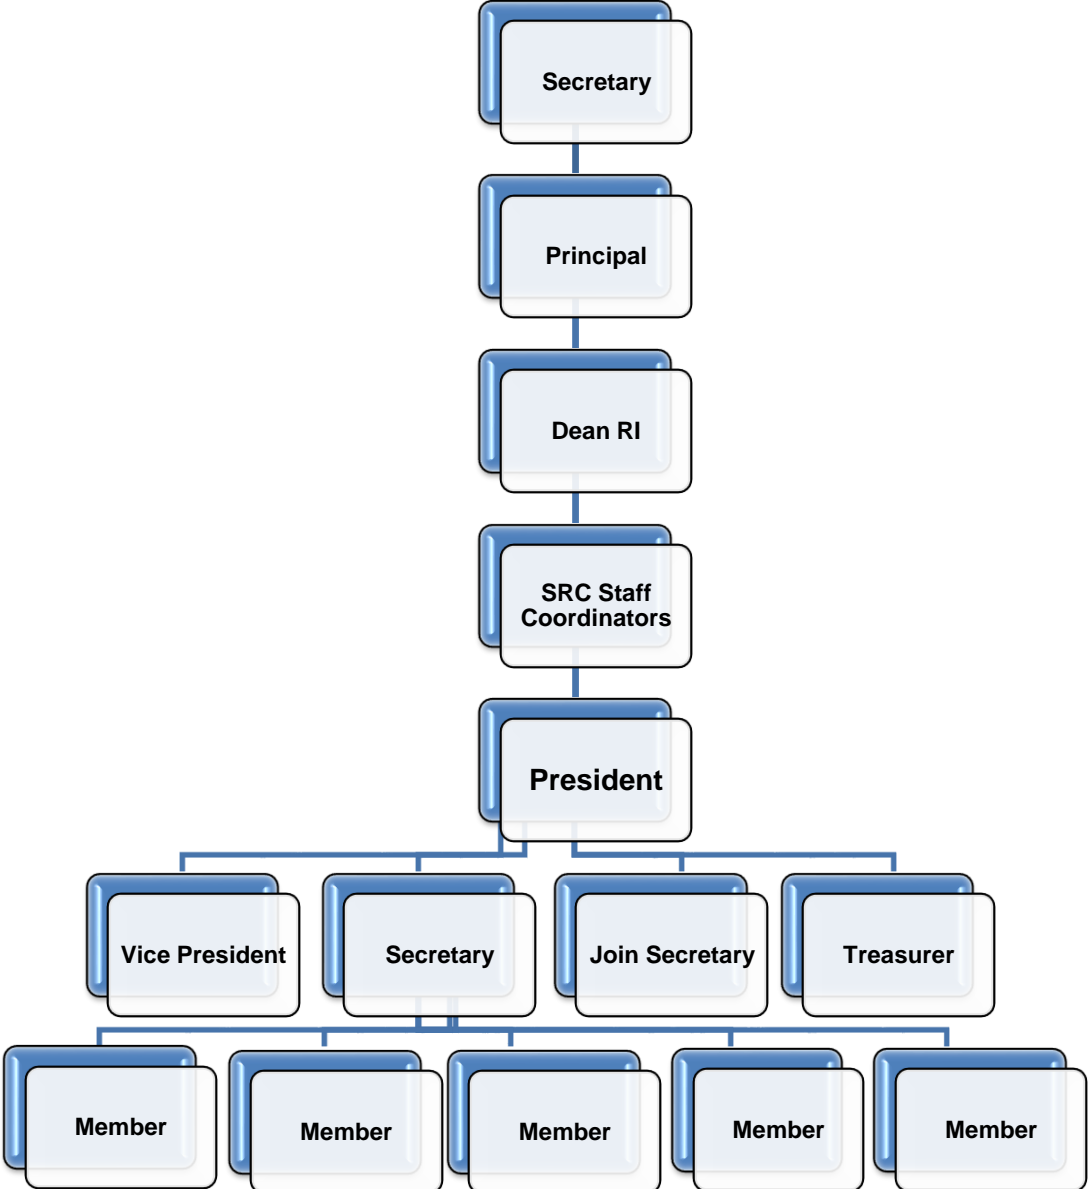 Secretary
Principal
Dean RI
SRC Staff
Coordinators
President
Vice President
Secretary
Join Secretary
Treasurer
Member
Member
Member
Member
Member